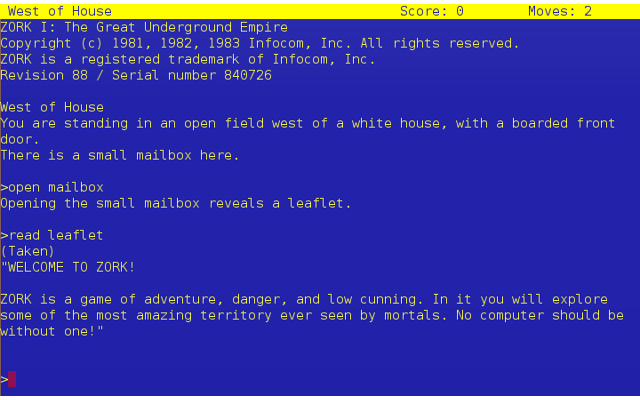 West of House Score: 0 Moves: 2
ZORK I: The Great Underground Empire
Copyright (c) 1981, 1982, 1983 Infocom, Inc. All rights reserved.
ZORK is a registered trademark of Infocom, Inc.
Revision 88 / Serial number 840726
West of House
You are standing in an open field west of a white house, with a boarded front
door.
There is a small mailbox here.
>open mailbox
Opening the small mailbox reveals a leaflet.
>read leaflet
(Taken)
"WELCOME TO ZORK!
ZORK is a game of adventure, danger, and low cunning. In it you will explore
some of the most amazing territory ever seen by mortals. No computer should be
without one!"
>